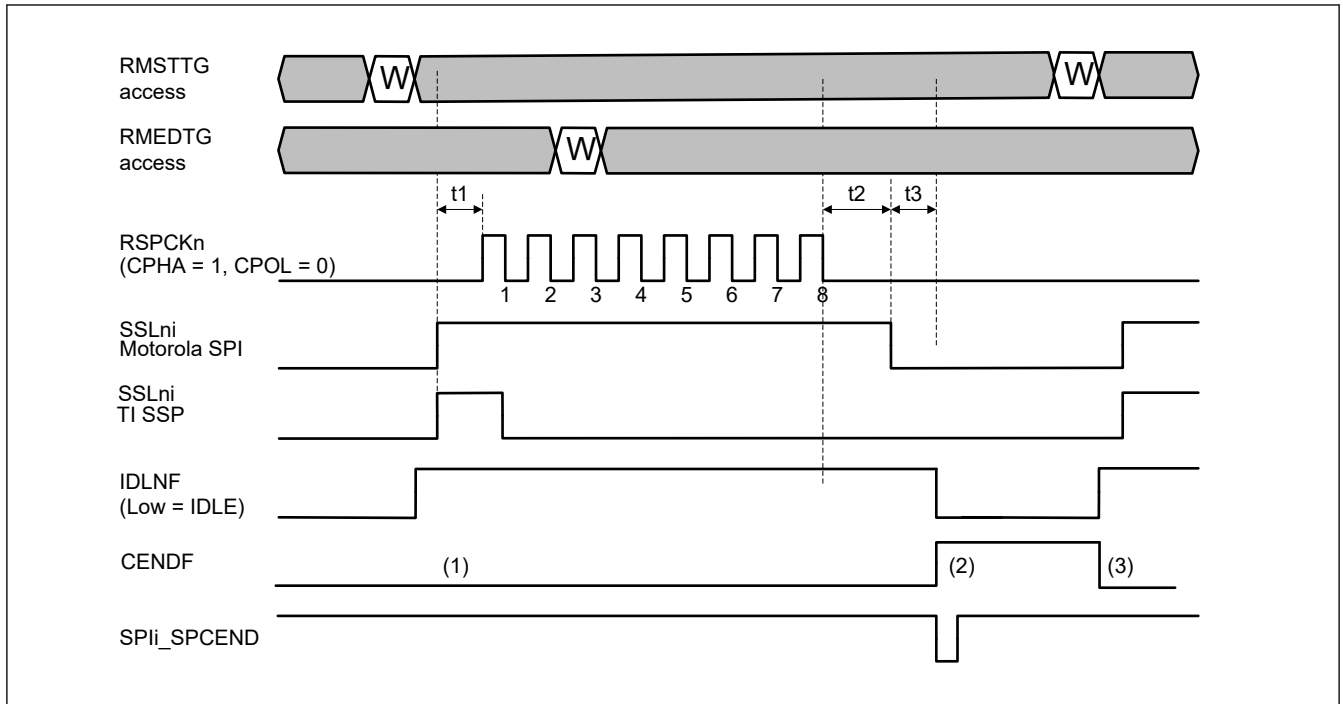 RMSTTG
access
W
W
RMEDTG
access
W
t1
t2
t3
RSPCKn
(CPHA = 1, CPOL = 0)
1 2 3 4 5 6 7 8
SSLni
Motorola SPI
SSLni
TI SSP
IDLNF
(Low = IDLE)
CENDF
(1)
(2)
(3)
SPIi_SPCEND